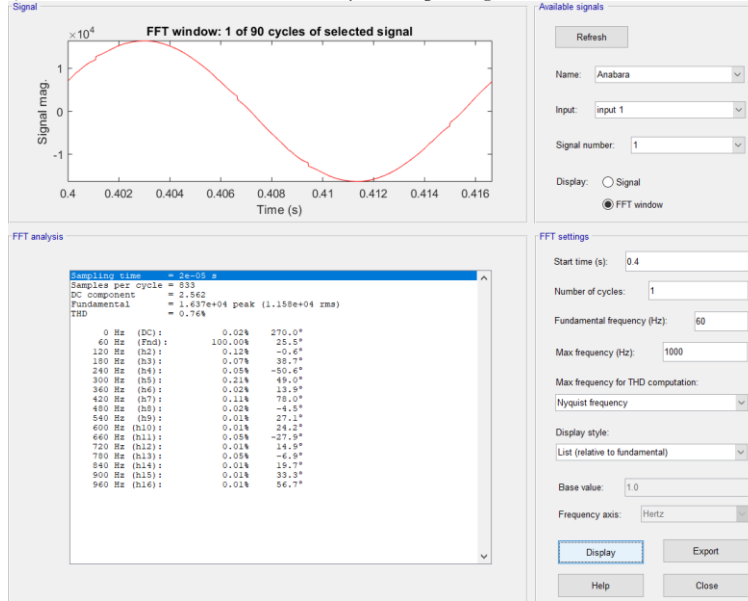 Signal
FFT window: 1 of 90 cycles of selected signal
×10⁴
1
0
-1
Signal mag.
0.4 0.402 0.404 0.406 0.408 0.41 0.412 0.414 0.416
Time (s)
Available signals
Refresh
Name: Anabara
Input: input 1
Signal number: 1
Display: Signal
FFT window
FFT analysis
Sampling time = 2e-05 s
Samples per cycle = 833
DC component = 2.562
Fundamental = 1.637e+04 peak (1.158e+04 rms)
THD = 0.76%
0 Hz (DC): 0.02% 270.0°
60 Hz (Fnd): 100.00% 25.5°
120 Hz (h2): 0.12% -0.6°
180 Hz (h3): 0.07% 38.7°
240 Hz (h4): 0.05% -50.6°
300 Hz (h5): 0.21% 49.0°
360 Hz (h6): 0.02% 13.9°
420 Hz (h7): 0.11% 78.0°
480 Hz (h8): 0.02% -4.5°
540 Hz (h9): 0.01% 27.1°
600 Hz (h10): 0.01% 24.2°
660 Hz (h11): 0.05% -27.9°
720 Hz (h12): 0.01% 14.9°
780 Hz (h13): 0.05% -6.9°
840 Hz (h14): 0.01% 19.7°
900 Hz (h15): 0.01% 33.3°
960 Hz (h16): 0.01% 56.7°
FFT settings
Start time (s): 0.4
Number of cycles: 1
Fundamental frequency (Hz): 60
Max frequency (Hz): 1000
Max frequency for THD computation:
Nyquist frequency
Display style:
List (relative to fundamental)
Base value: 1.0
Frequency axis: Hertz
Display Export
Help Close